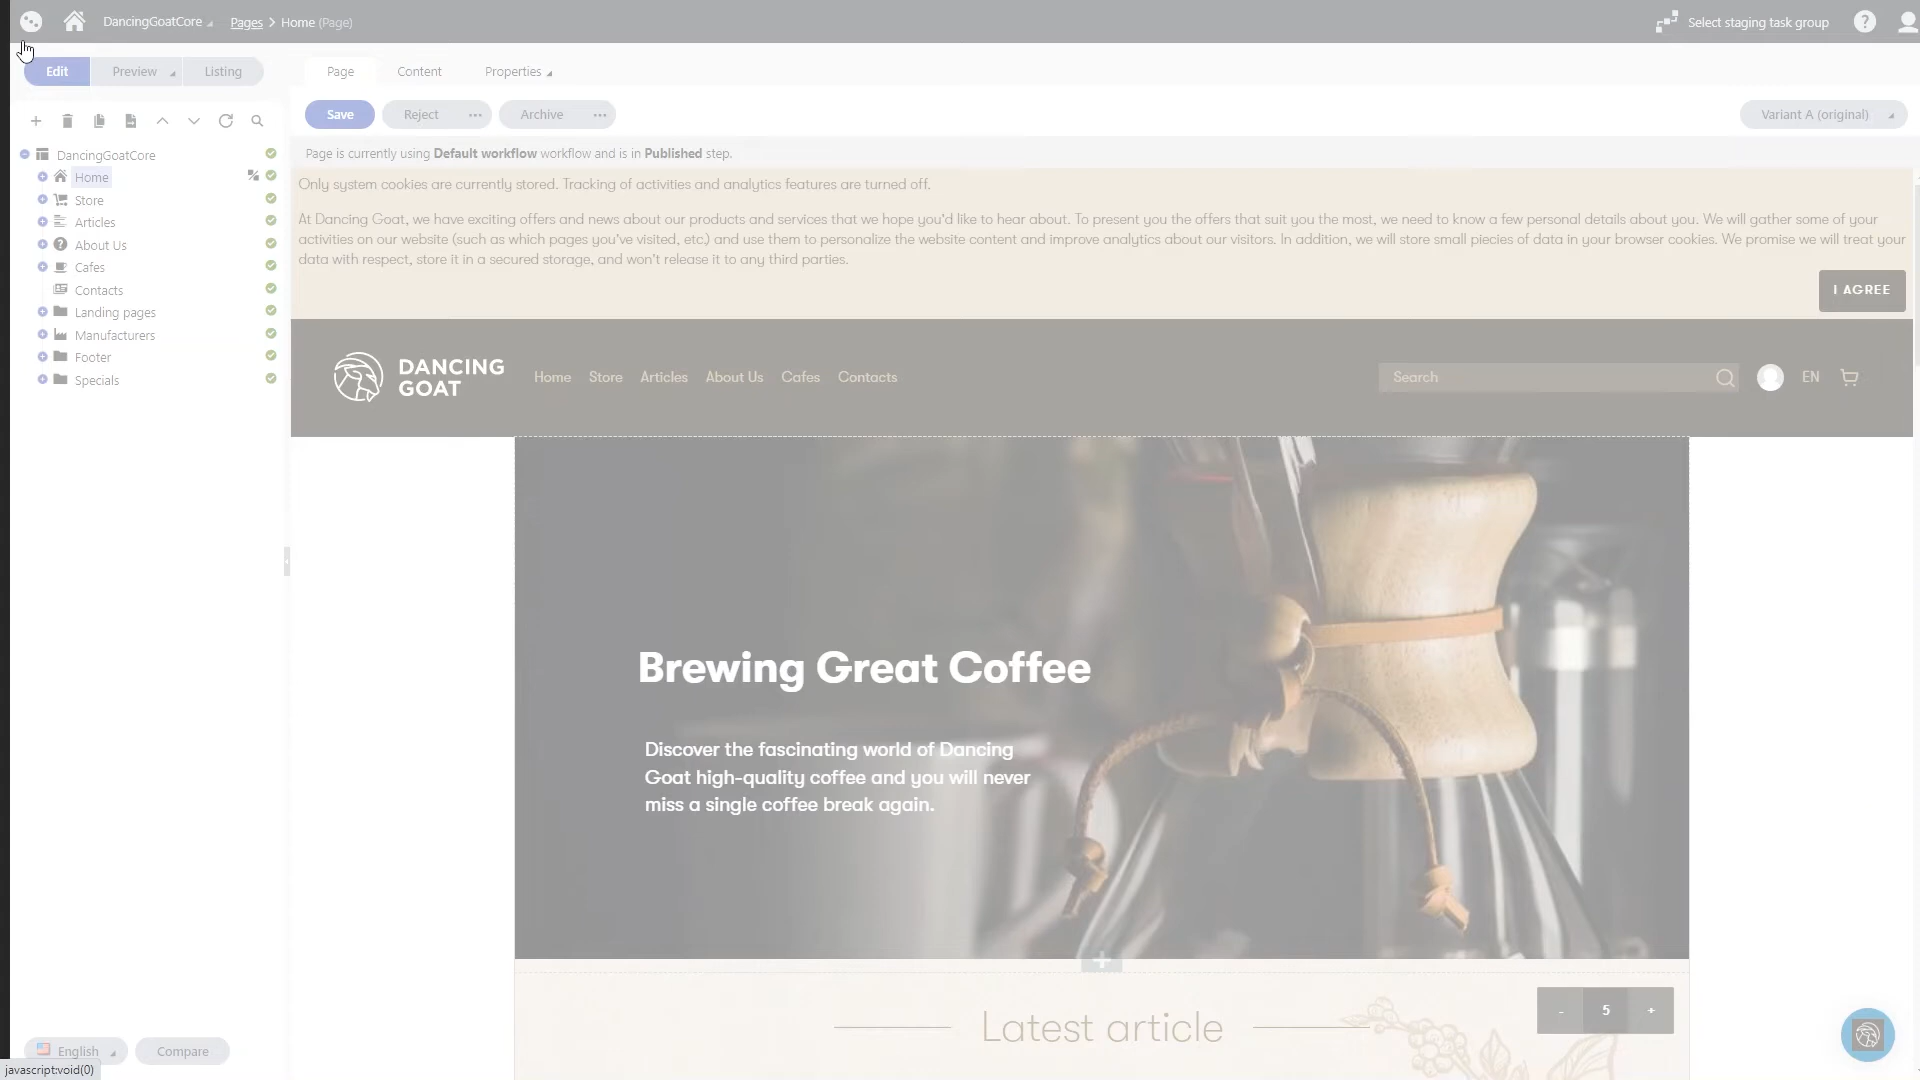 DancingGoatCore
Pages > Home (Page)
Select staging task group
?
Edit
Preview
Listing
Page
Content
Properties
Save
Reject
...
Archive
...
Variant A (original)
Page is currently using Default workflow workflow and is in Published step.
DancingGoatCore
Home
Store
Articles
About Us
Cafes
Contacts
Landing pages
Manufacturers
Footer
Specials
Only system cookies are currently stored. Tracking of activities and analytics features are turned off.
At Dancing Goat, we have exciting offers and news about our products and services that we hope you'd like to hear about. To present you the offers that suit you the most, we need to know a few personal details about you. We will gather some of your
activities on our website (such as which pages you've visited, etc.) and use them to personalize the website content and improve analytics about our visitors. In addition, we will store small piecies of data in your browser cookies. We promise we will treat your
data with respect, store it in a secured storage, and won't release it to any third parties.
I AGREE
DANCING
GOAT
Home
Store
Articles
About Us
Cafes
Contacts
Search
EN
Brewing Great Coffee
Discover the fascinating world of Dancing
Goat high-quality coffee and you will never
miss a single coffee break again.
+
- 5 +
Latest article
English
Compare
javascript:void(0)